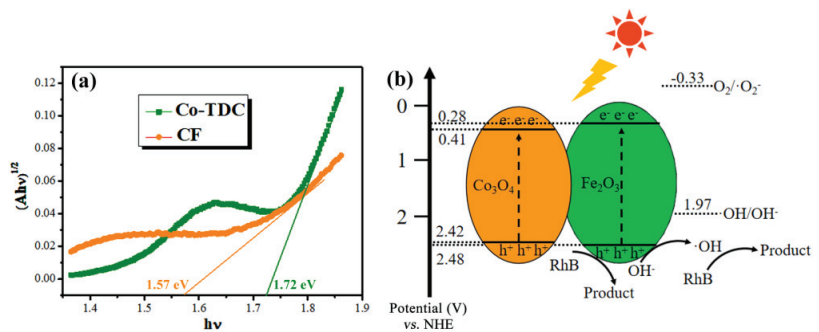 (a)
Co-TDC
CF
0.12
0.10
0.08
0.06
0.04
0.02
0.00
(Ahν)1/2
1.57 eV
1.72 eV
1.4
1.5
1.6
1.7
1.8
1.9
hν
(b)
-0.33
O2/·O2-
0
0.28
0.41
e- e- e-
e- e- e-
1
Co3O4
Fe2O3
1.97
OH/OH-
2
2.42
2.48
h+ h+ h+
h+ h+ h+
·OH
Product
RhB
OH-
RhB
Product
Potential (V)
vs. NHE